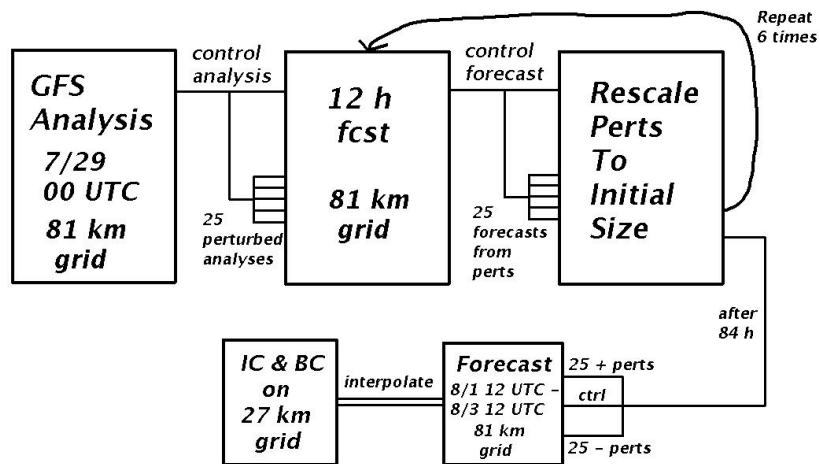 GFS
Analysis
7/29
00 UTC
81 km
grid
control
analysis
25
perturbed
analyses
12 h
fcst
81 km
grid
control
forecast
25
forecasts
from
perts
Rescale
Perts
To
Initial
Size
Repeat
6 times
after
84 h
IC & BC
on
27 km
grid
interpolate
Forecast
8/1 12 UTC –
8/3 12 UTC
81 km
grid
25 + perts
ctrl
25 – perts